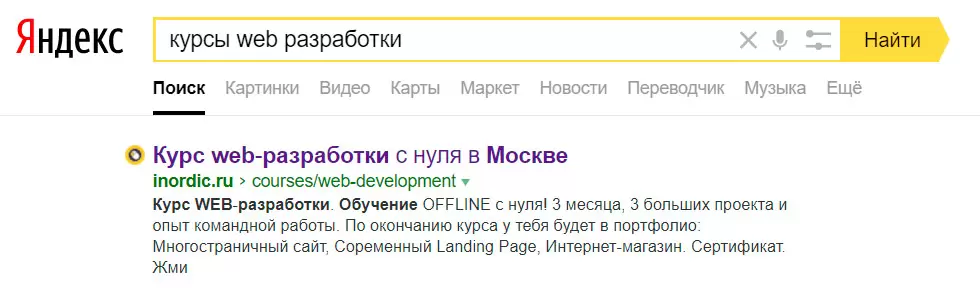 Яндекс
курсы web разработки
Найти
Поиск Картинки Видео Карты Маркет Новости Переводчик Музыка Ещё
Курс web-разработки с нуля в Москве
inordic.ru › courses/web-development
Курс WEB-разработки. Обучение OFFLINE с нуля! 3 месяца, 3 больших проекта и
опыт командной работы. По окончанию курса у тебя будет в портфолио:
Многостраничный сайт, Соременный Landing Page, Интернет-магазин. Сертификат.
Жми